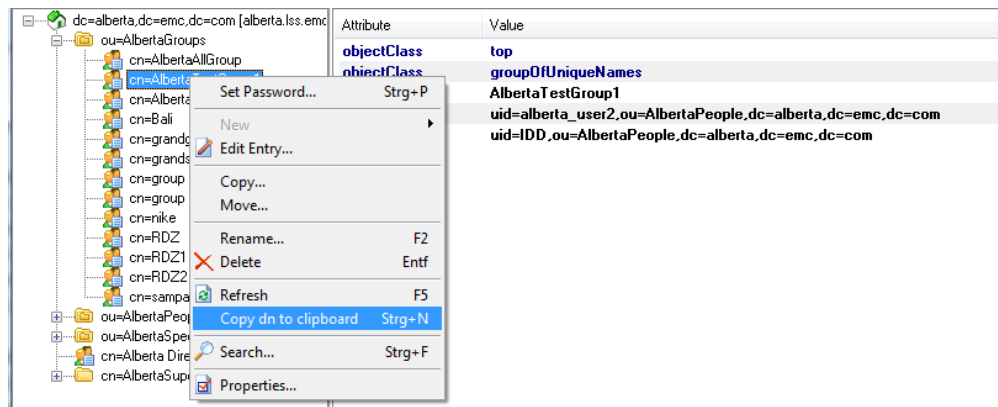 dc=alberta,dc=emc,dc=com [alberta.lss.emc
ou=AlbertaGroups
cn=AlbertaAllGroup
cn=Alberta
cn=Alberta
cn=Bali
cn=grandg
cn=grands
cn=group
cn=group
cn=nike
cn=RDZ
cn=RDZ1
cn=RDZ2
cn=sampa
ou=AlbertaPeop
ou=AlbertaSpec
cn=Alberta Dire
cn=AlbertaSupe
Set Password... Strg+P
New
Edit Entry...
Copy...
Move...
Rename... F2
Delete Entf
Refresh F5
Copy dn to clipboard Strg+N
Search... Strg+F
Properties...
Attribute Value
objectClass top
objectClass groupOfUniqueNames
AlbertaTestGroup1
uid=alberta_user2,ou=AlbertaPeople,dc=alberta,dc=emc,dc=com
uid=IDD,ou=AlbertaPeople,dc=alberta,dc=emc,dc=com